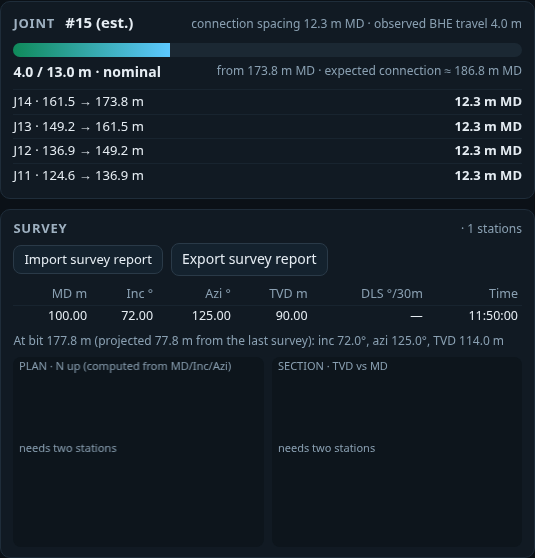 JOINT #15 (est.) connection spacing 12.3 m MD · observed BHE travel 4.0 m
4.0 / 13.0 m · nominal from 173.8 m MD · expected connection ≈ 186.8 m MD
J14 · 161.5 → 173.8 m 12.3 m MD
J13 · 149.2 → 161.5 m 12.3 m MD
J12 · 136.9 → 149.2 m 12.3 m MD
J11 · 124.6 → 136.9 m 12.3 m MD
SURVEY · 1 stations
Import survey report Export survey report
MD m Inc ° Azi ° TVD m DLS °/30m Time
100.00 72.00 125.00 90.00 — 11:50:00
At bit 177.8 m (projected 77.8 m from the last survey): inc 72.0°, azi 125.0°, TVD 114.0 m
PLAN · N up (computed from MD/Inc/Azi) SECTION · TVD vs MD
needs two stations needs two stations